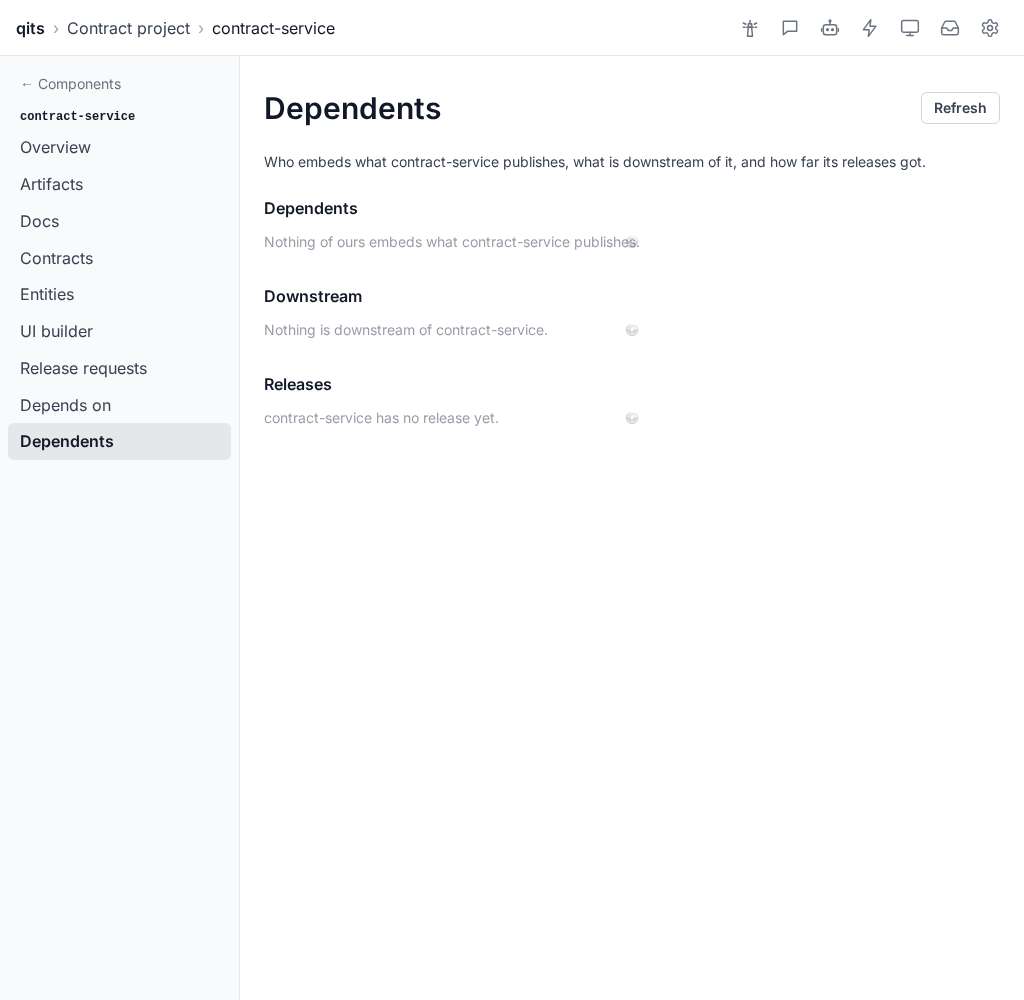 qits › Contract project › contract-service
← Components
contract-service
Overview
Artifacts
Docs
Contracts
Entities
UI builder
Release requests
Depends on
Dependents
Dependents
Refresh
Who embeds what contract-service publishes, what is downstream of it, and how far its releases got.
Dependents
Nothing of ours embeds what contract-service publishes.
Downstream
Nothing is downstream of contract-service.
Releases
contract-service has no release yet.